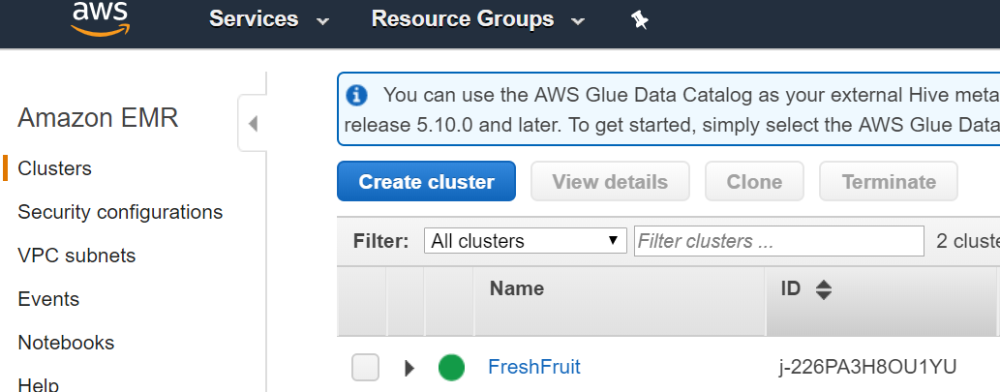 aws
Services
Resource Groups
Amazon EMR
Clusters
Security configurations
VPC subnets
Events
Notebooks
Help
You can use the AWS Glue Data Catalog as your external Hive meta
release 5.10.0 and later. To get started, simply select the AWS Glue Data
Create cluster
View details
Clone
Terminate
Filter:
All clusters
Filter clusters ...
2 cluste
Name
ID
FreshFruit
j-226PA3H8OU1YU